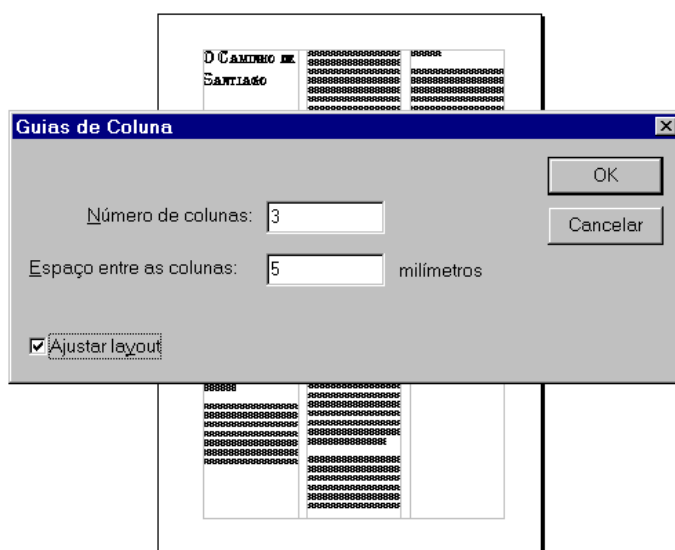 O CAMINHO DE
SANTIAGO
Guias de Coluna
OK
Número de colunas: 3
Cancelar
Espaço entre as colunas: 5 milímetros
Ajustar layout